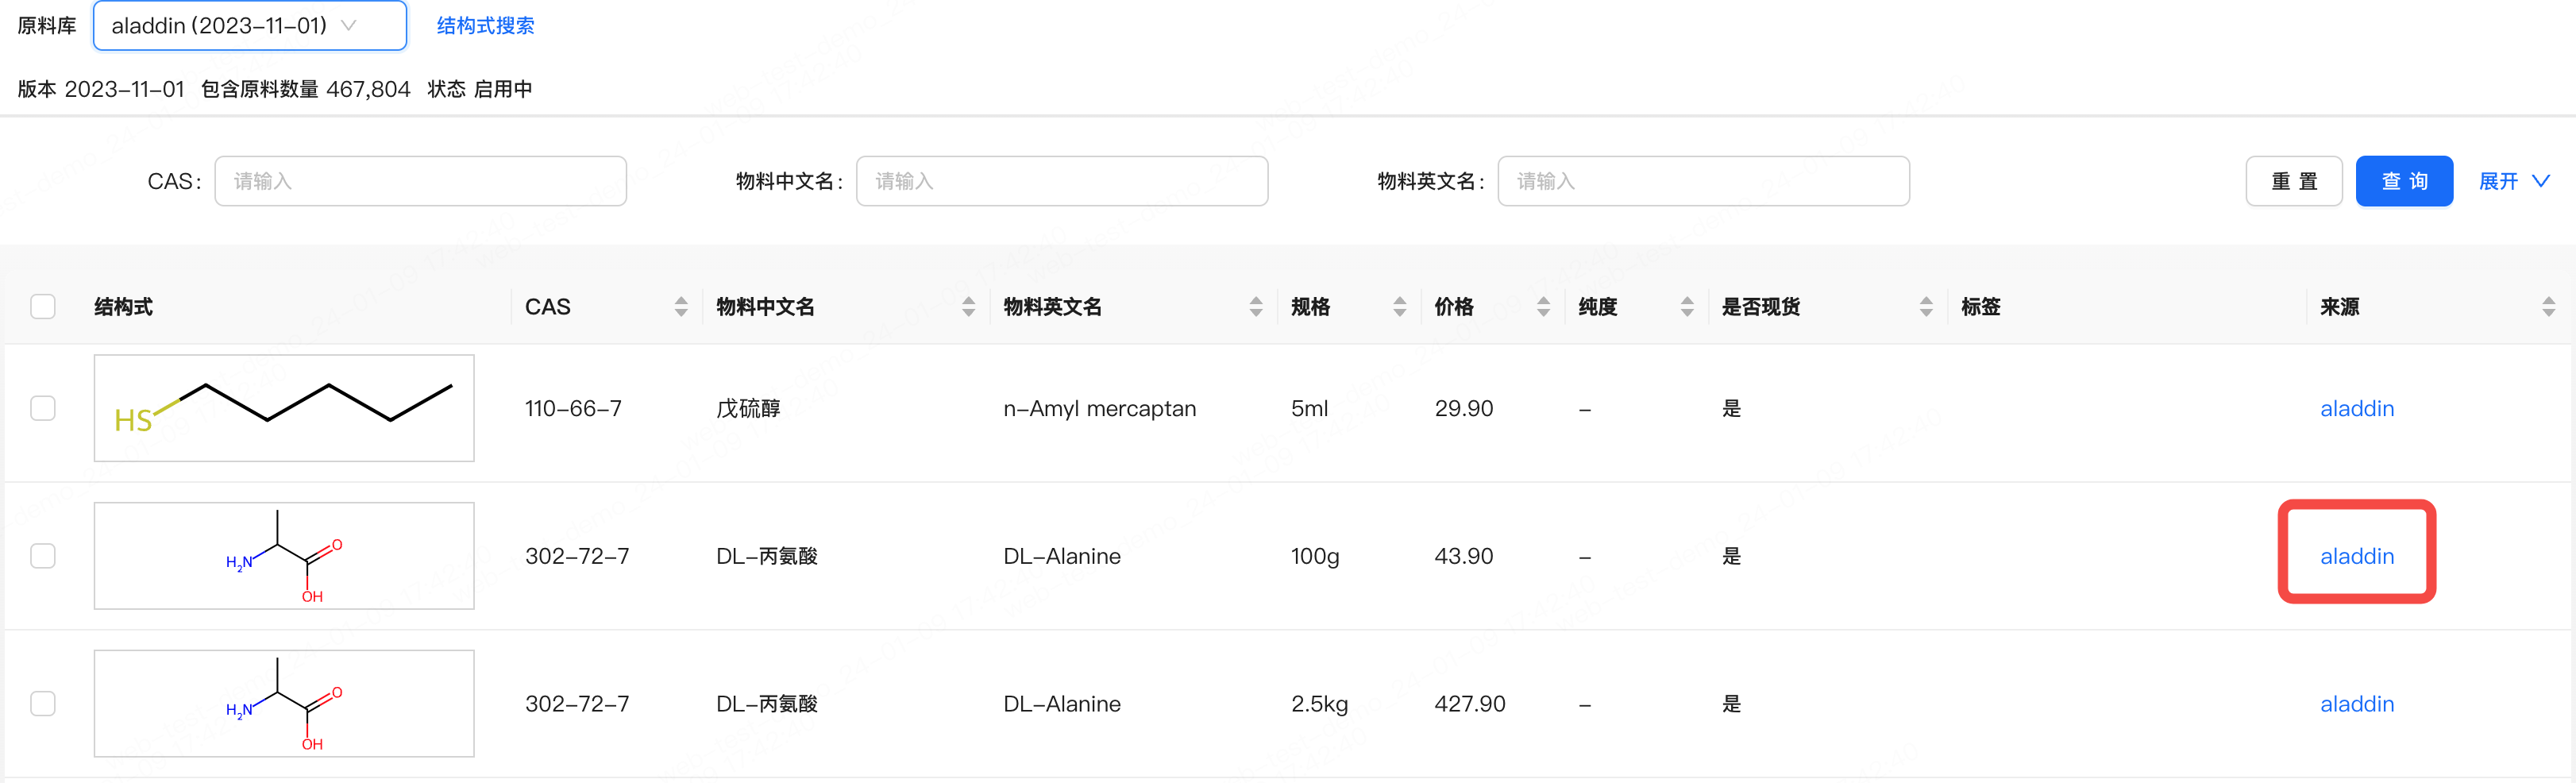 原料库 aladdin (2023-11-01) 结构式搜索
版本 2023-11-01 包含原料数量 467,804 状态 启用中
CAS: 请输入 物料中文名: 请输入 物料英文名: 请输入 重置 查询 展开
结构式 CAS 物料中文名 物料英文名 规格 价格 纯度 是否现货 标签 来源
HS 110-66-7 戊硫醇 n-Amyl mercaptan 5ml 29.90 - 是 aladdin
H₂N O OH 302-72-7 DL-丙氨酸 DL-Alanine 100g 43.90 - 是 aladdin
H₂N O OH 302-72-7 DL-丙氨酸 DL-Alanine 2.5kg 427.90 - 是 aladdin